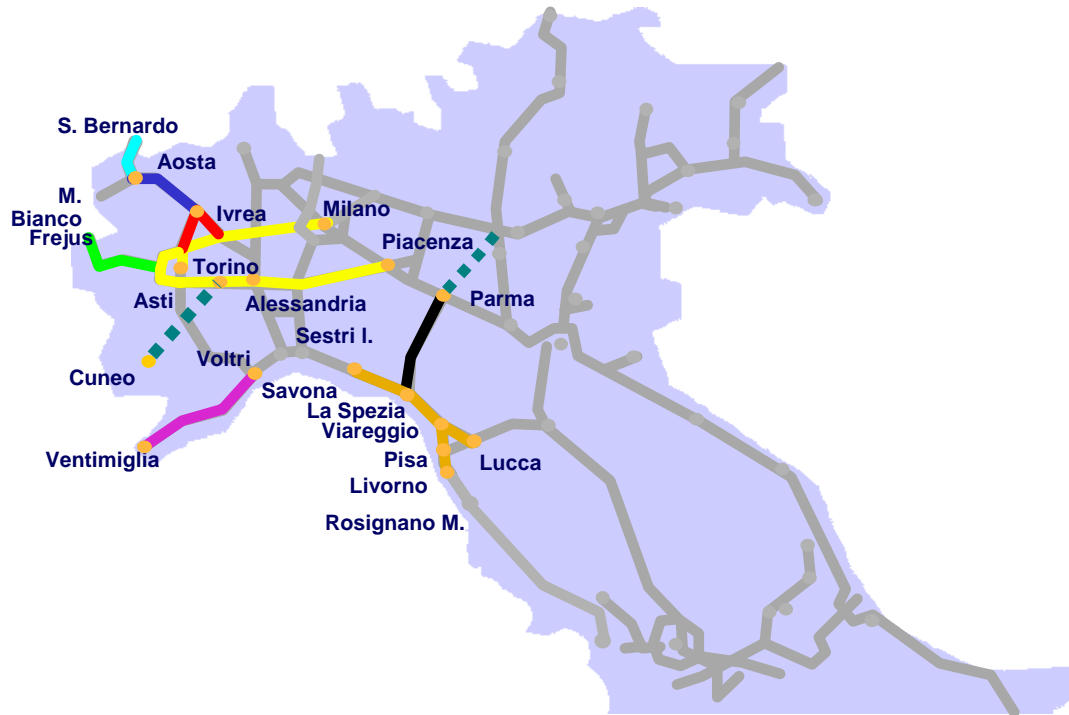 S. Bernardo
Aosta
M.
Bianco
Frejus
Ivrea
Milano
Piacenza
Torino
Asti
Alessandria
Parma
Sestri l.
Voltri
Cuneo
Savona
La Spezia
Viareggio
Ventimiglia
Pisa
Lucca
Livorno
Rosignano M.